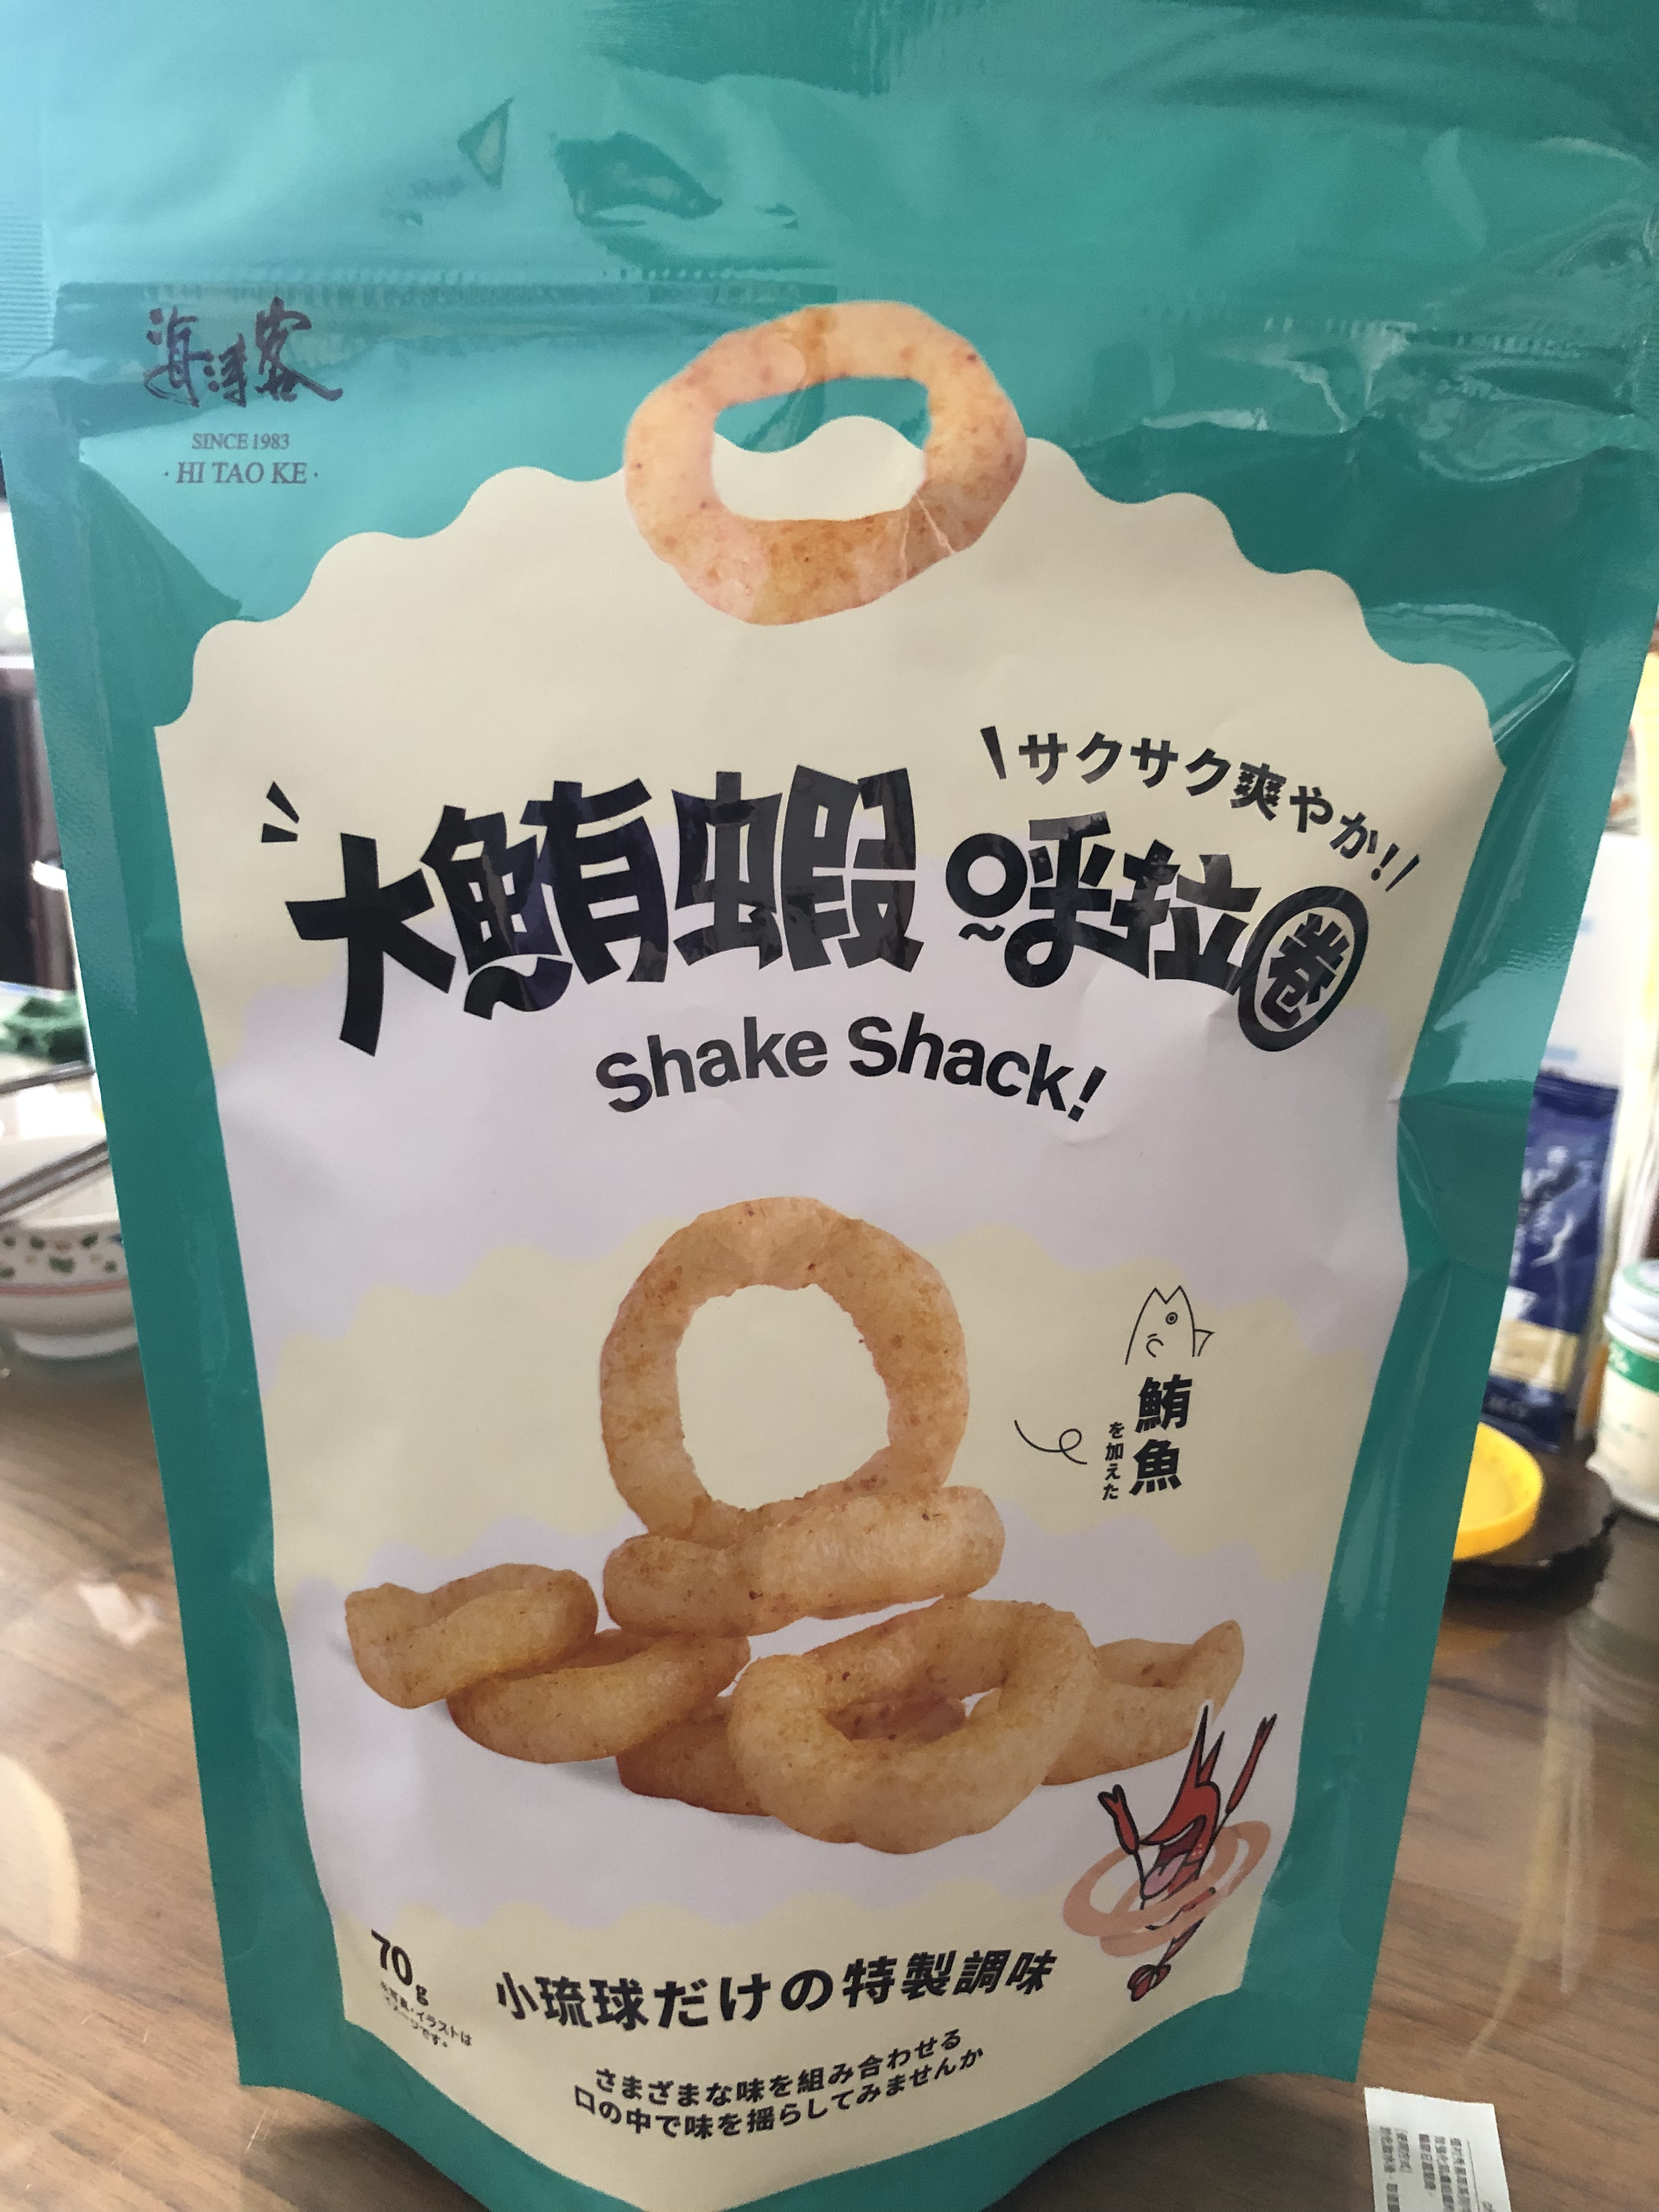 海濤客
SINCE 1983
· HI TAO KE ·
サクサク爽やか!!
大鮪蝦 呼拉圈
Shake Shack!
鮪魚
を加えた
70g
小琉球だけの特製調味
さまざまな味を組み合わせる
口の中で味を揺らしてみませんか